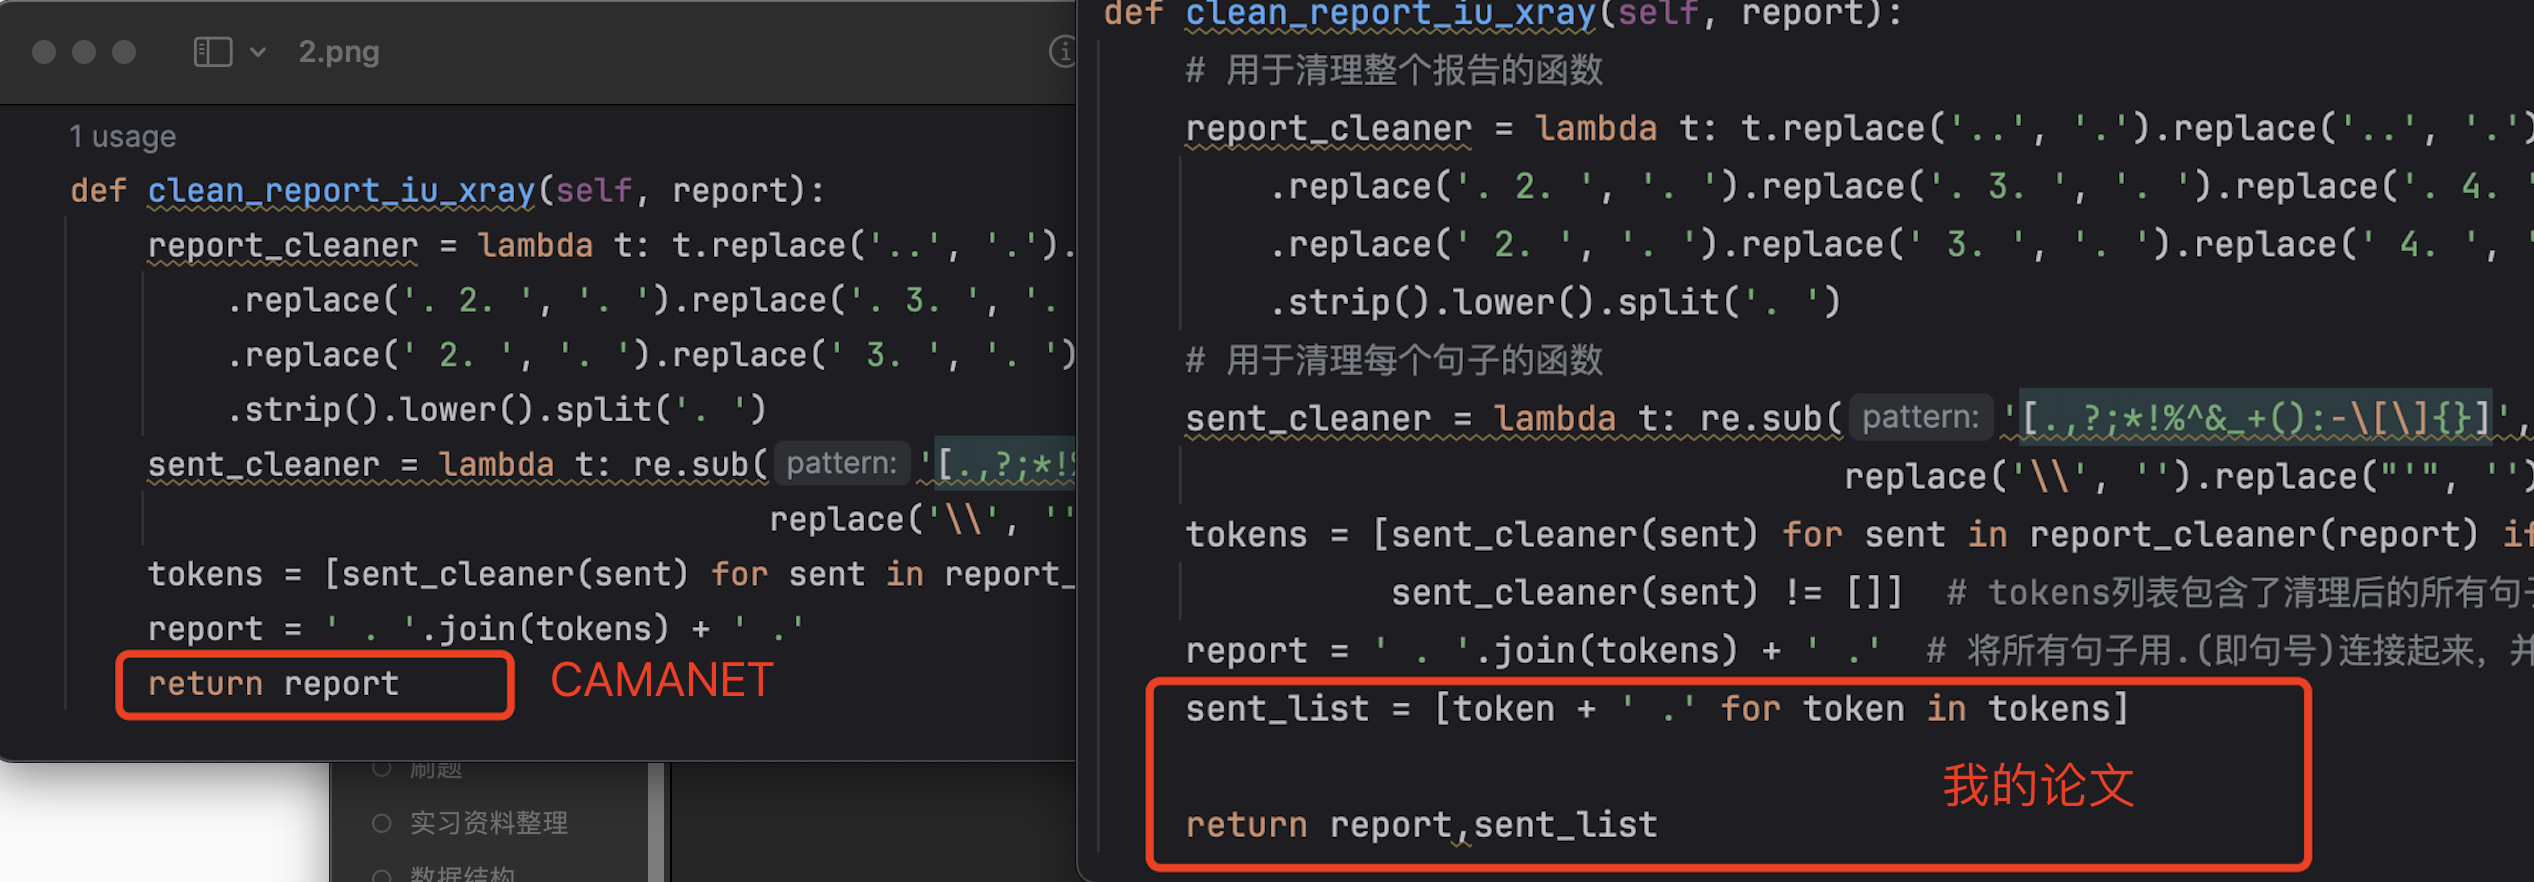 2.png
1 usage
def clean_report_iu_xray(self, report):
report_cleaner = lambda t: t.replace('..', '.').
.replace('. 2. ', '. ').replace('. 3. ', '.
.replace(' 2. ', '. ').replace(' 3. ', '. ')
.strip().lower().split('. ')
sent_cleaner = lambda t: re.sub( pattern: '[.,?;*!%
replace('\\', ''
tokens = [sent_cleaner(sent) for sent in report_
report = ' . '.join(tokens) + ' .'
return report
CAMANET
刷题
实习资料整理
数据结构
def clean_report_iu_xray(self, report):
# 用于清理整个报告的函数
report_cleaner = lambda t: t.replace('..', '.').replace('..', '.')
.replace('. 2. ', '. ').replace('. 3. ', '. ').replace('. 4. '
.replace(' 2. ', '. ').replace(' 3. ', '. ').replace(' 4. ', '
.strip().lower().split('. ')
# 用于清理每个句子的函数
sent_cleaner = lambda t: re.sub( pattern: '[.,?;*!%^&_+():-\[\]{}]',
replace('\\', '').replace("'", '')
tokens = [sent_cleaner(sent) for sent in report_cleaner(report) if
sent_cleaner(sent) != []] # tokens列表包含了清理后的所有句子
report = ' . '.join(tokens) + ' .' # 将所有句子用.(即句号)连接起来, 并
sent_list = [token + ' .' for token in tokens]
我的论文
return report,sent_list